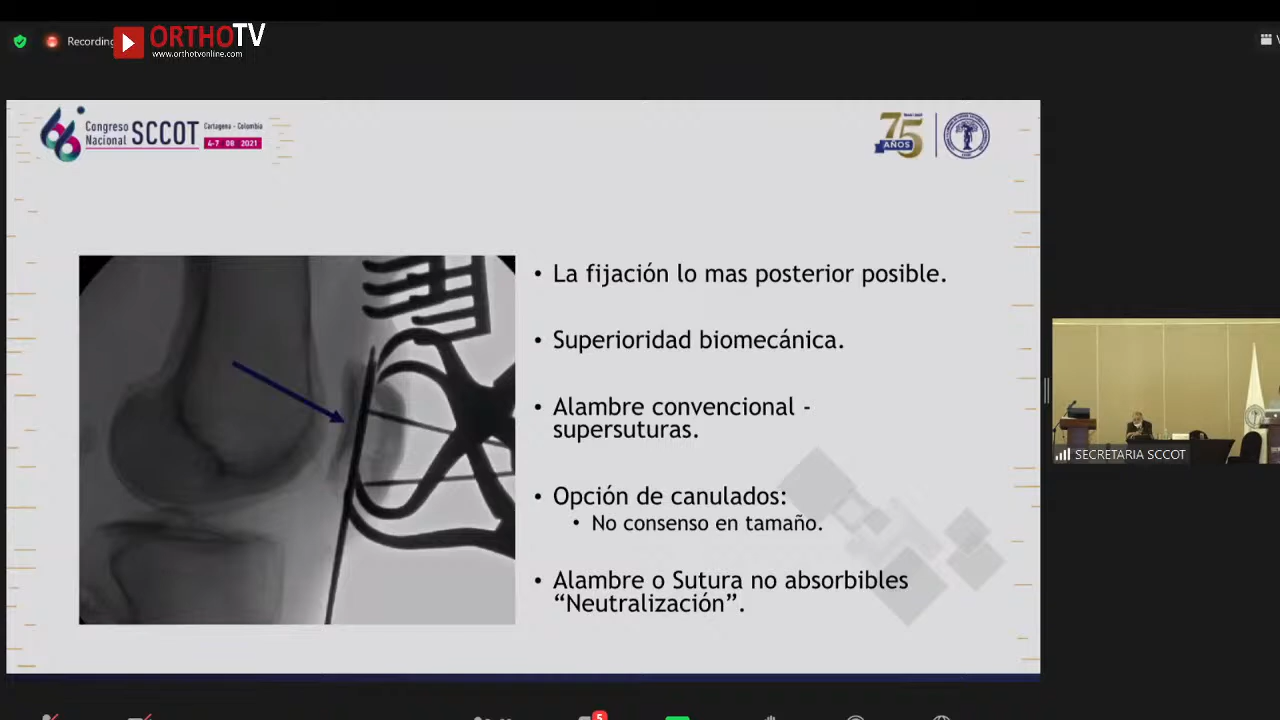 Recording
ORTHOTV
www.orthotvonline.com
Congreso
Nacional SCCOT
Cartagena - Colombia
4-7 08 2021
75
AÑOS
• La fijación lo mas posterior posible.
• Superioridad biomecánica.
• Alambre convencional -
supersuturas.
• Opción de canulados:
• No consenso en tamaño.
• Alambre o Sutura no absorbibles
“Neutralización”.
SECRETARIA SCCOT
5